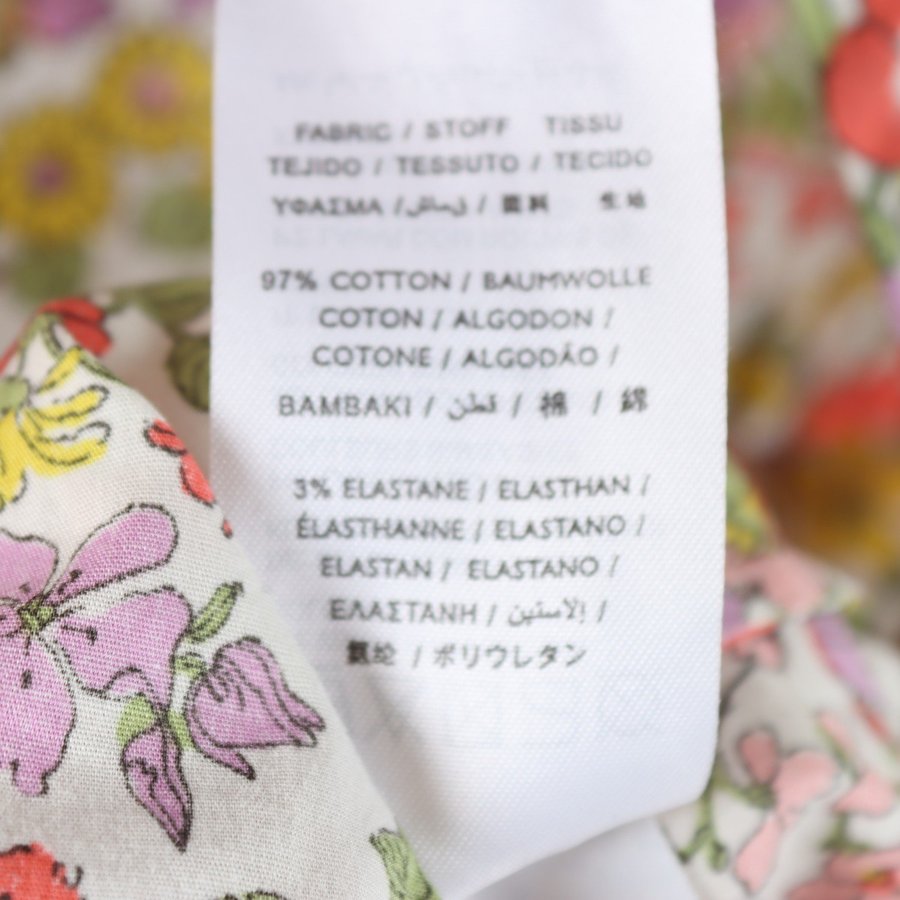 FABRIC / STOFF TISSU
TEJIDO / TESSUTO / TECIDO
ΥΦΑΣΜΑ / قماش / 面料 生地
97% COTTON / BAUMWOLLE
COTON / ALGODON /
COTONE / ALGODÃO /
BAMBAKI / قطن / 棉 / 綿
3% ELASTANE / ELASTHAN /
ÉLASTHANNE / ELASTANO /
ELASTAN / ELASTANO /
ΕΛΑΣΤΑΝΗ / إلاستين /
氨纶 / ポリウレタン